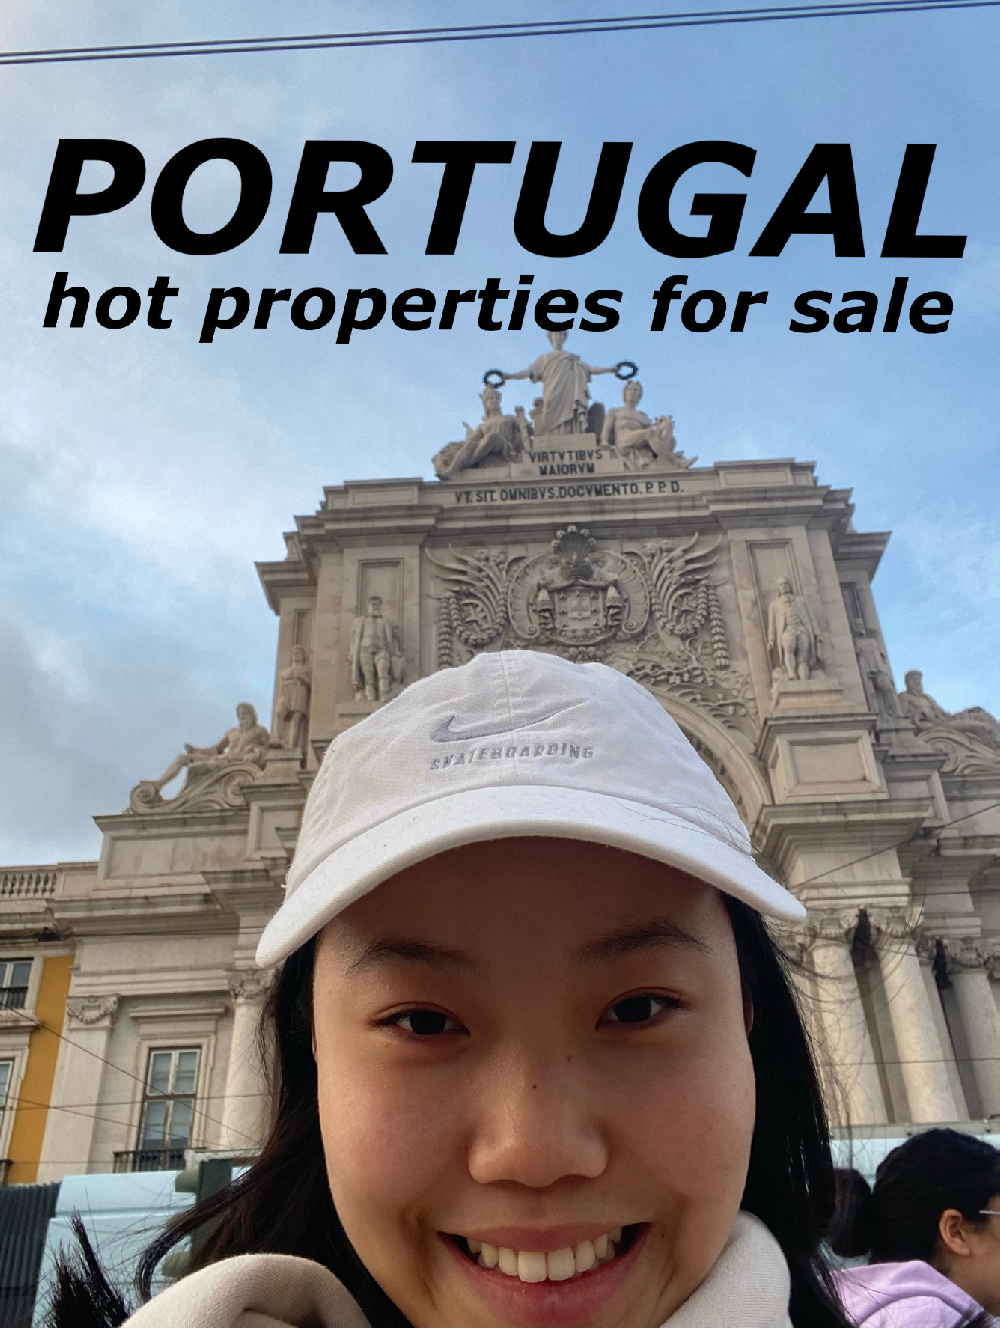 PORTUGAL
hot properties for sale
VIRTVTIBVS
MAIORVM
VT. SIT. OMNIBVS. DOCVMENTO. P. P. D.
SKATEBOARDING